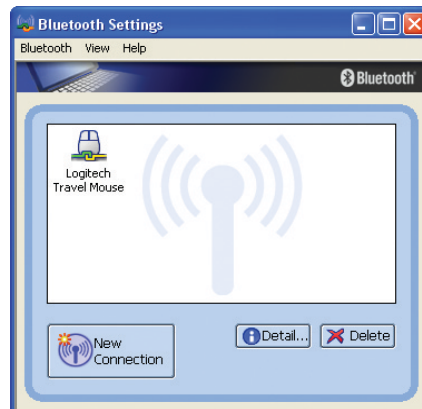 Bluetooth Settings
Bluetooth View Help
Bluetooth
Logitech
Travel Mouse
New
Connection
Detail...
Delete